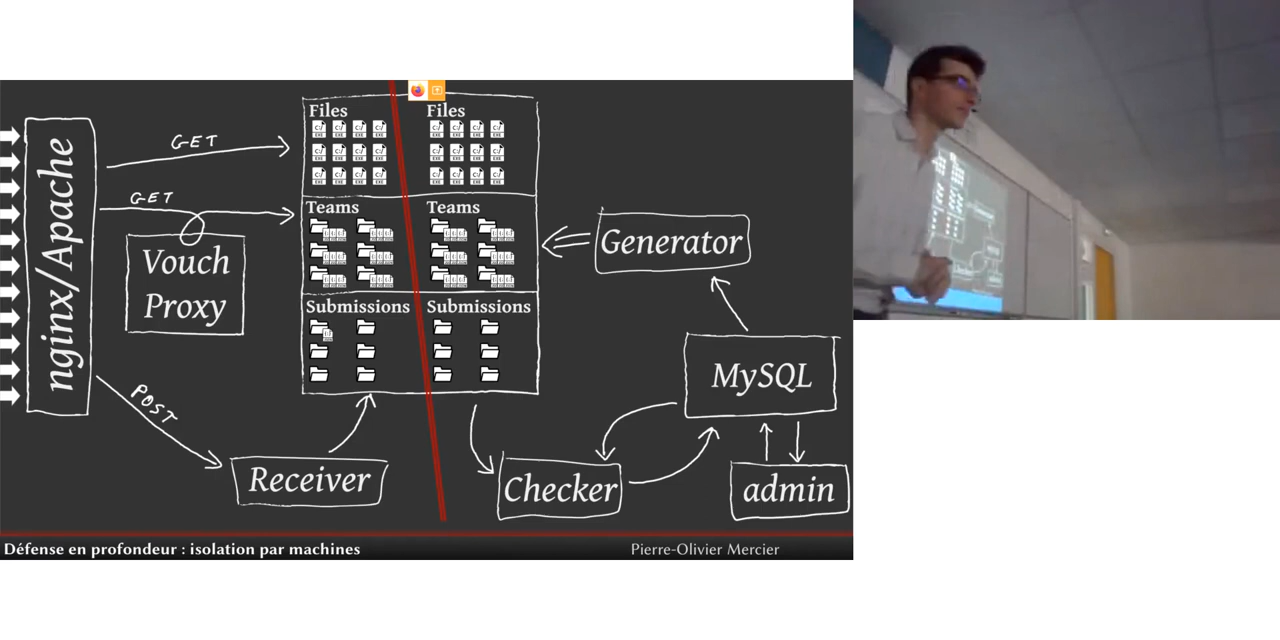 nginx/Apache
GET
GET
Vouch
Proxy
POST
Receiver
Files
Files
Teams
Teams
Submissions
Submissions
Generator
MySQL
Checker
admin
Défense en profondeur : isolation par machines
Pierre-Olivier Mercier